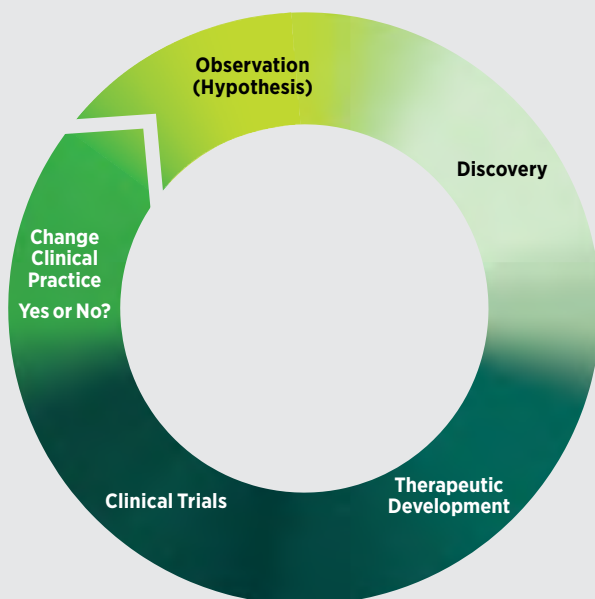 Observation
(Hypothesis)
Discovery
Therapeutic
Development
Clinical Trials
Change
Clinical
Practice
Yes or No?